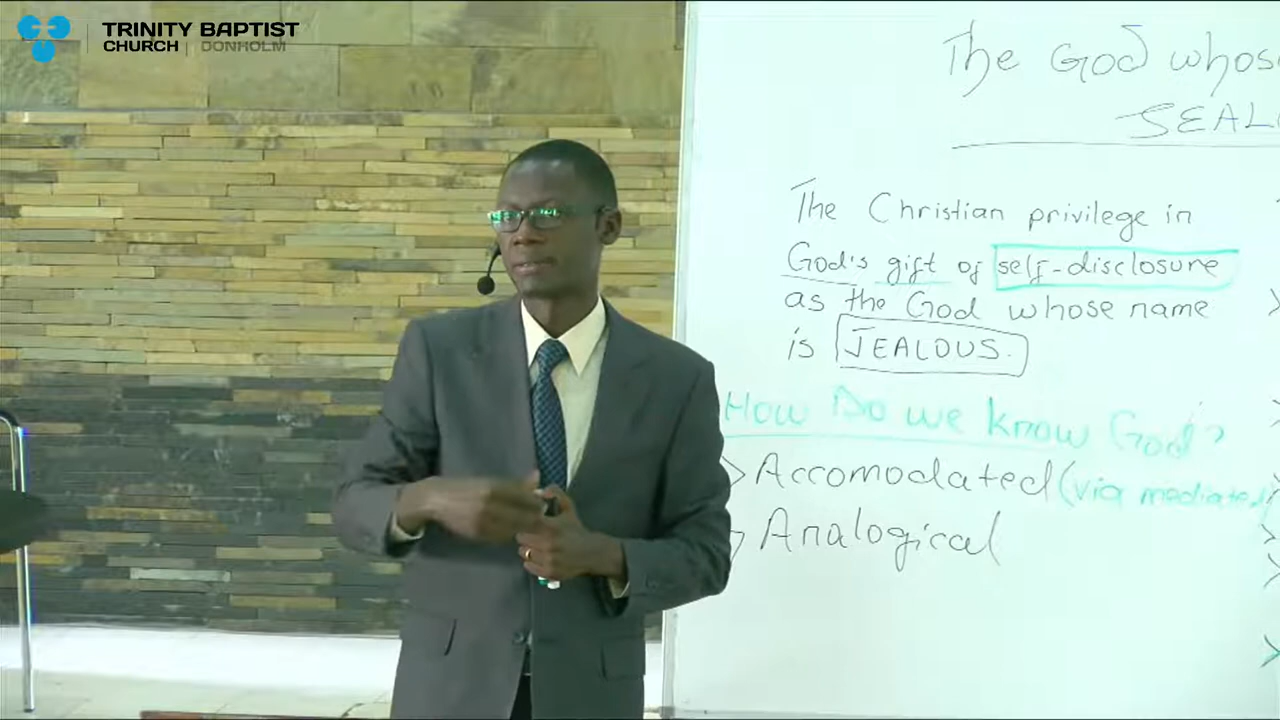 TRINITY BAPTIST
CHURCH | DONHOLM
The God whos
JEAL
The Christian privilege in
God's gift of self-disclosure
as the God whose name
is JEALOUS.
How Do we know God?
> Accomodated (via mediated
> Analogical